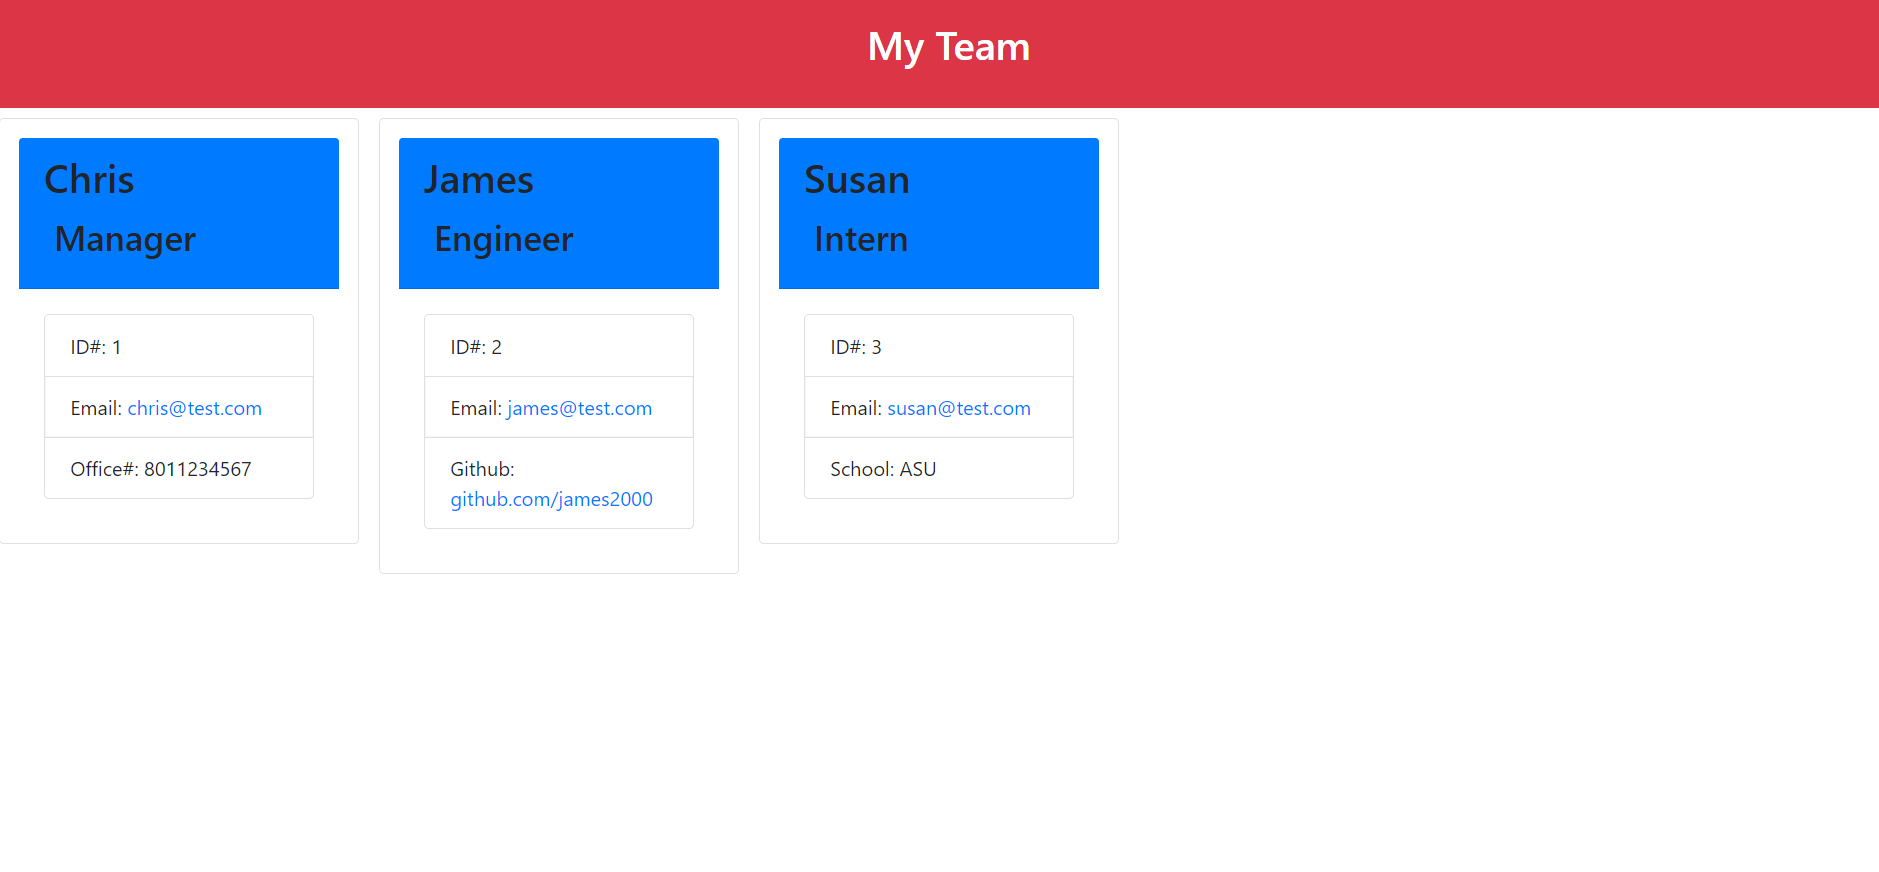 My Team
Chris
Manager
ID#: 1
Email: chris@test.com
Office#: 8011234567
James
Engineer
ID#: 2
Email: james@test.com
Github:
github.com/james2000
Susan
Intern
ID#: 3
Email: susan@test.com
School: ASU